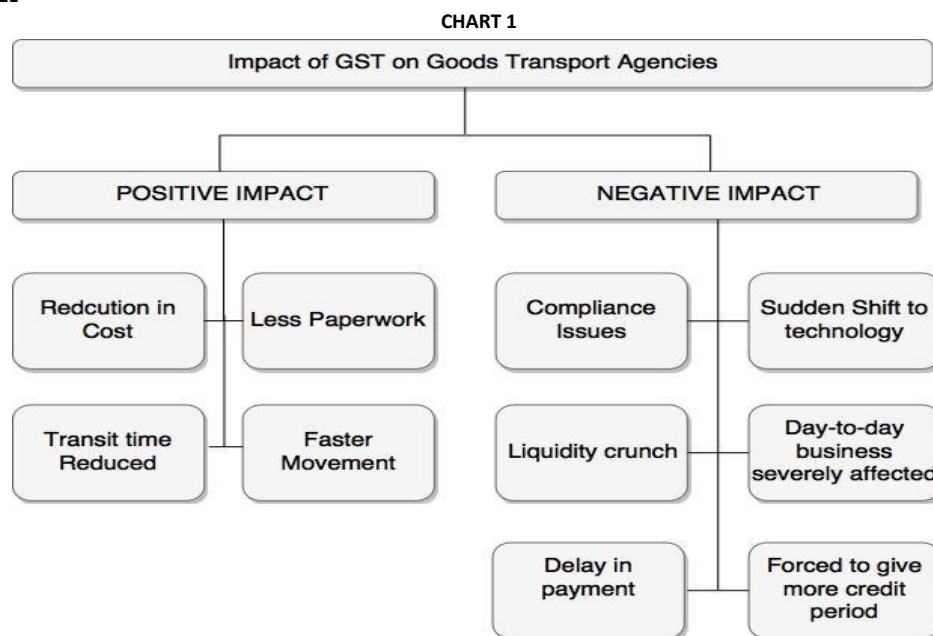 CHART 1
Impact of GST on Goods Transport Agencies
POSITIVE IMPACT
NEGATIVE IMPACT
Redcution in
Cost
Less Paperwork
Compliance
Issues
Sudden Shift to
technology
Transit time
Reduced
Faster
Movement
Liquidity crunch
Day-to-day
business
severely affected
Delay in
payment
Forced to give
more credit
period